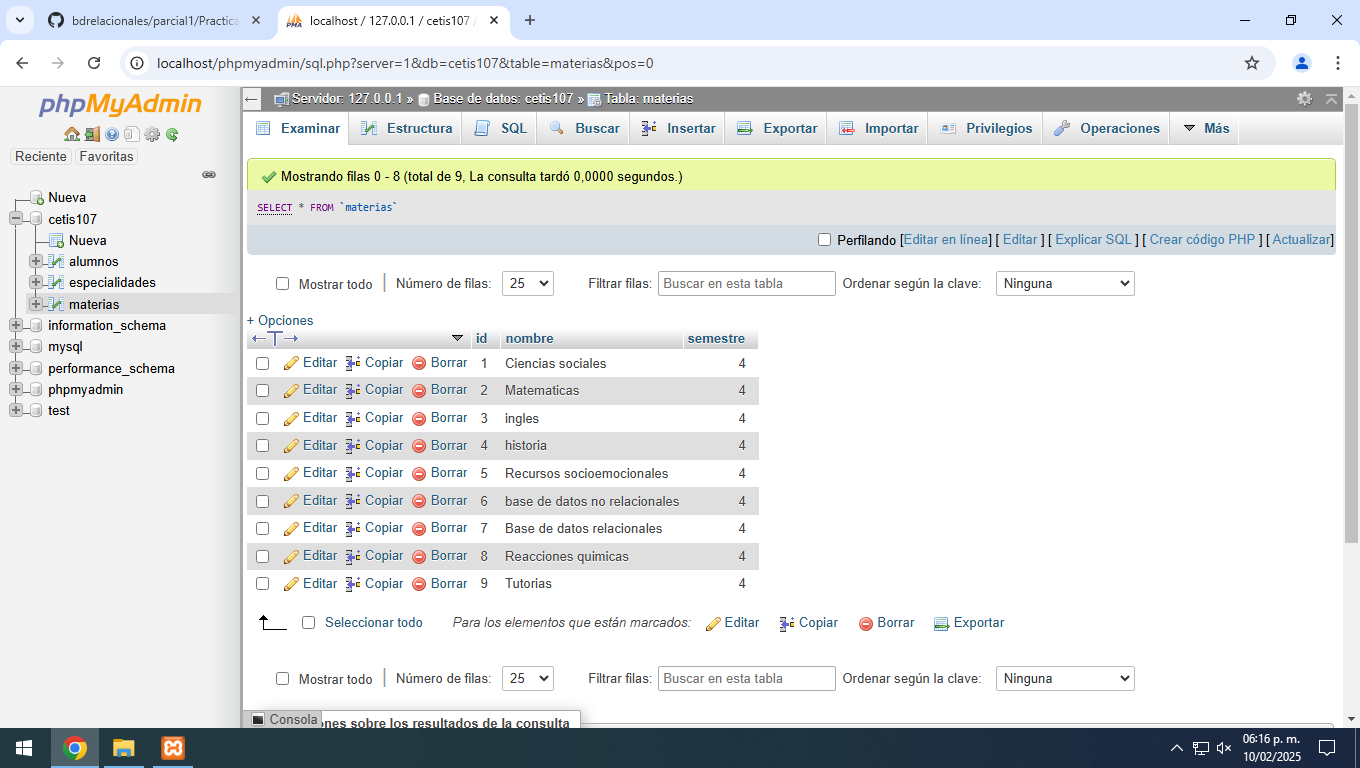 bdrelacionales/parcial1/Practica
localhost / 127.0.0.1 / cetis107 /
localhost/phpmyadmin/sql.php?server=1&db=cetis107&table=materias&pos=0
phpMyAdmin
Reciente Favoritas
Nueva
cetis107
Nueva
alumnos
especialidades
materias
information_schema
mysql
performance_schema
phpmyadmin
test
Servidor: 127.0.0.1 » Base de datos: cetis107 » Tabla: materias
Examinar Estructura SQL Buscar Insertar Exportar Importar Privilegios Operaciones Más
Mostrando filas 0 - 8 (total de 9, La consulta tardó 0,0000 segundos.)
SELECT * FROM `materias`
Perfilando [Editar en línea] [ Editar ] [ Explicar SQL ] [ Crear código PHP ] [ Actualizar]
Mostrar todo Número de filas: 25 Filtrar filas: Buscar en esta tabla Ordenar según la clave: Ninguna
+ Opciones
←T→ id nombre semestre
Editar Copiar Borrar 1 Ciencias sociales 4
Editar Copiar Borrar 2 Matematicas 4
Editar Copiar Borrar 3 ingles 4
Editar Copiar Borrar 4 historia 4
Editar Copiar Borrar 5 Recursos socioemocionales 4
Editar Copiar Borrar 6 base de datos no relacionales 4
Editar Copiar Borrar 7 Base de datos relacionales 4
Editar Copiar Borrar 8 Reacciones quimicas 4
Editar Copiar Borrar 9 Tutorias 4
Seleccionar todo Para los elementos que están marcados: Editar Copiar Borrar Exportar
Mostrar todo Número de filas: 25 Filtrar filas: Buscar en esta tabla Ordenar según la clave: Ninguna
Consola ones sobre los resultados de la consulta
06:16 p. m.
10/02/2025